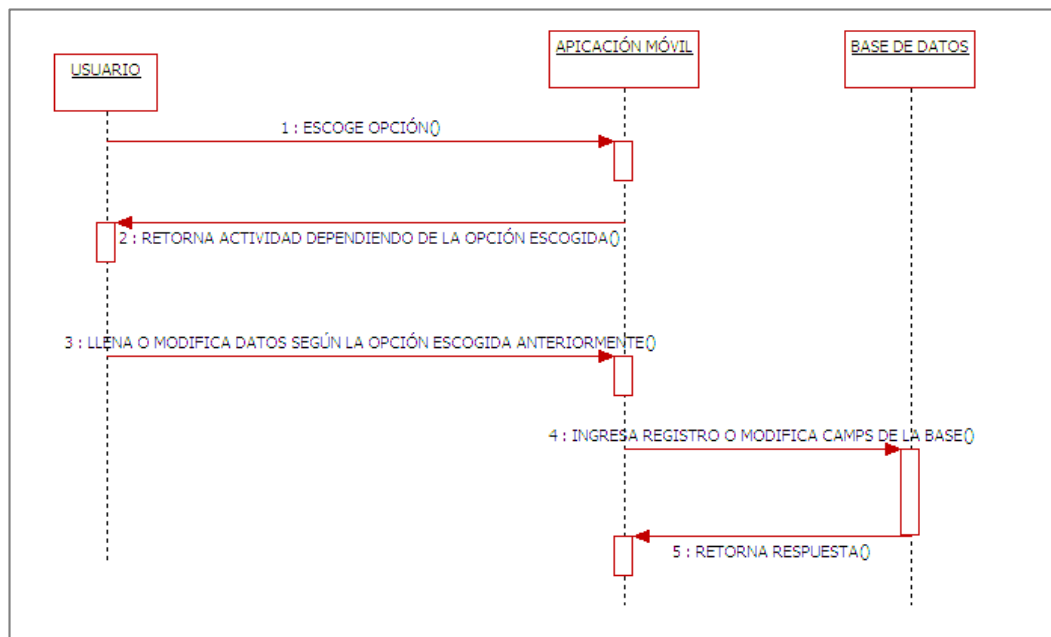 USUARIO
APICACIÓN MÓVIL
BASE DE DATOS
1 : ESCOGE OPCIÓN()
2 : RETORNA ACTIVIDAD DEPENDIENDO DE LA OPCIÓN ESCOGIDA()
3 : LLENA O MODIFICA DATOS SEGÚN LA OPCIÓN ESCOGIDA ANTERIORMENTE()
4 : INGRESA REGISTRO O MODIFICA CAMPS DE LA BASE()
5 : RETORNA RESPUESTA()